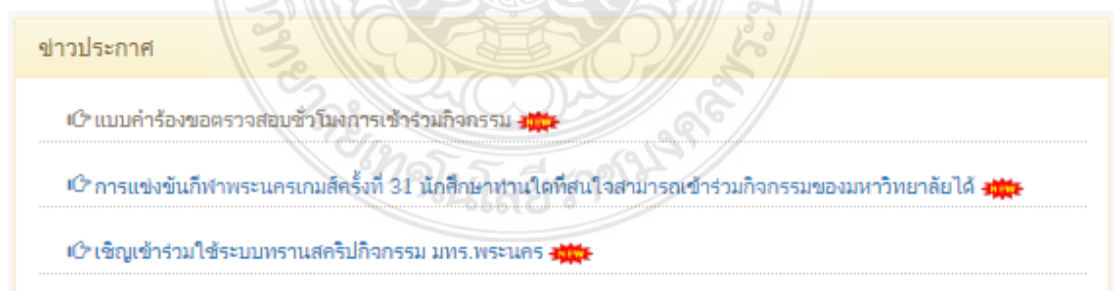 ข่าวประกาศ
แบบคำร้องขอตรวจสอบชั่วโมงการเข้าร่วมกิจกรรม NEW
การแข่งขันกีฬาพระนครเกมส์ครั้งที่ 31 นักศึกษาท่านใดที่สนใจสามารถเข้าร่วมกิจกรรมของมหาวิทยาลัยได้ NEW
เชิญเข้าร่วมใช้ระบบทรานสคริปกิจกรรม มทร.พระนคร NEW